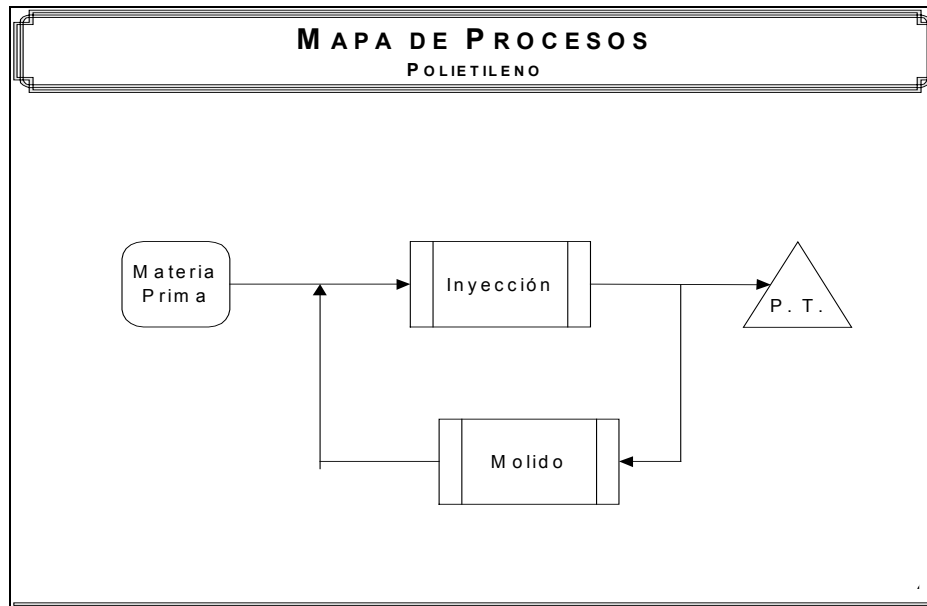 MAPA DE PROCESOS
POLIETILENO
Materia
Prima
Inyección
P. T.
Molido